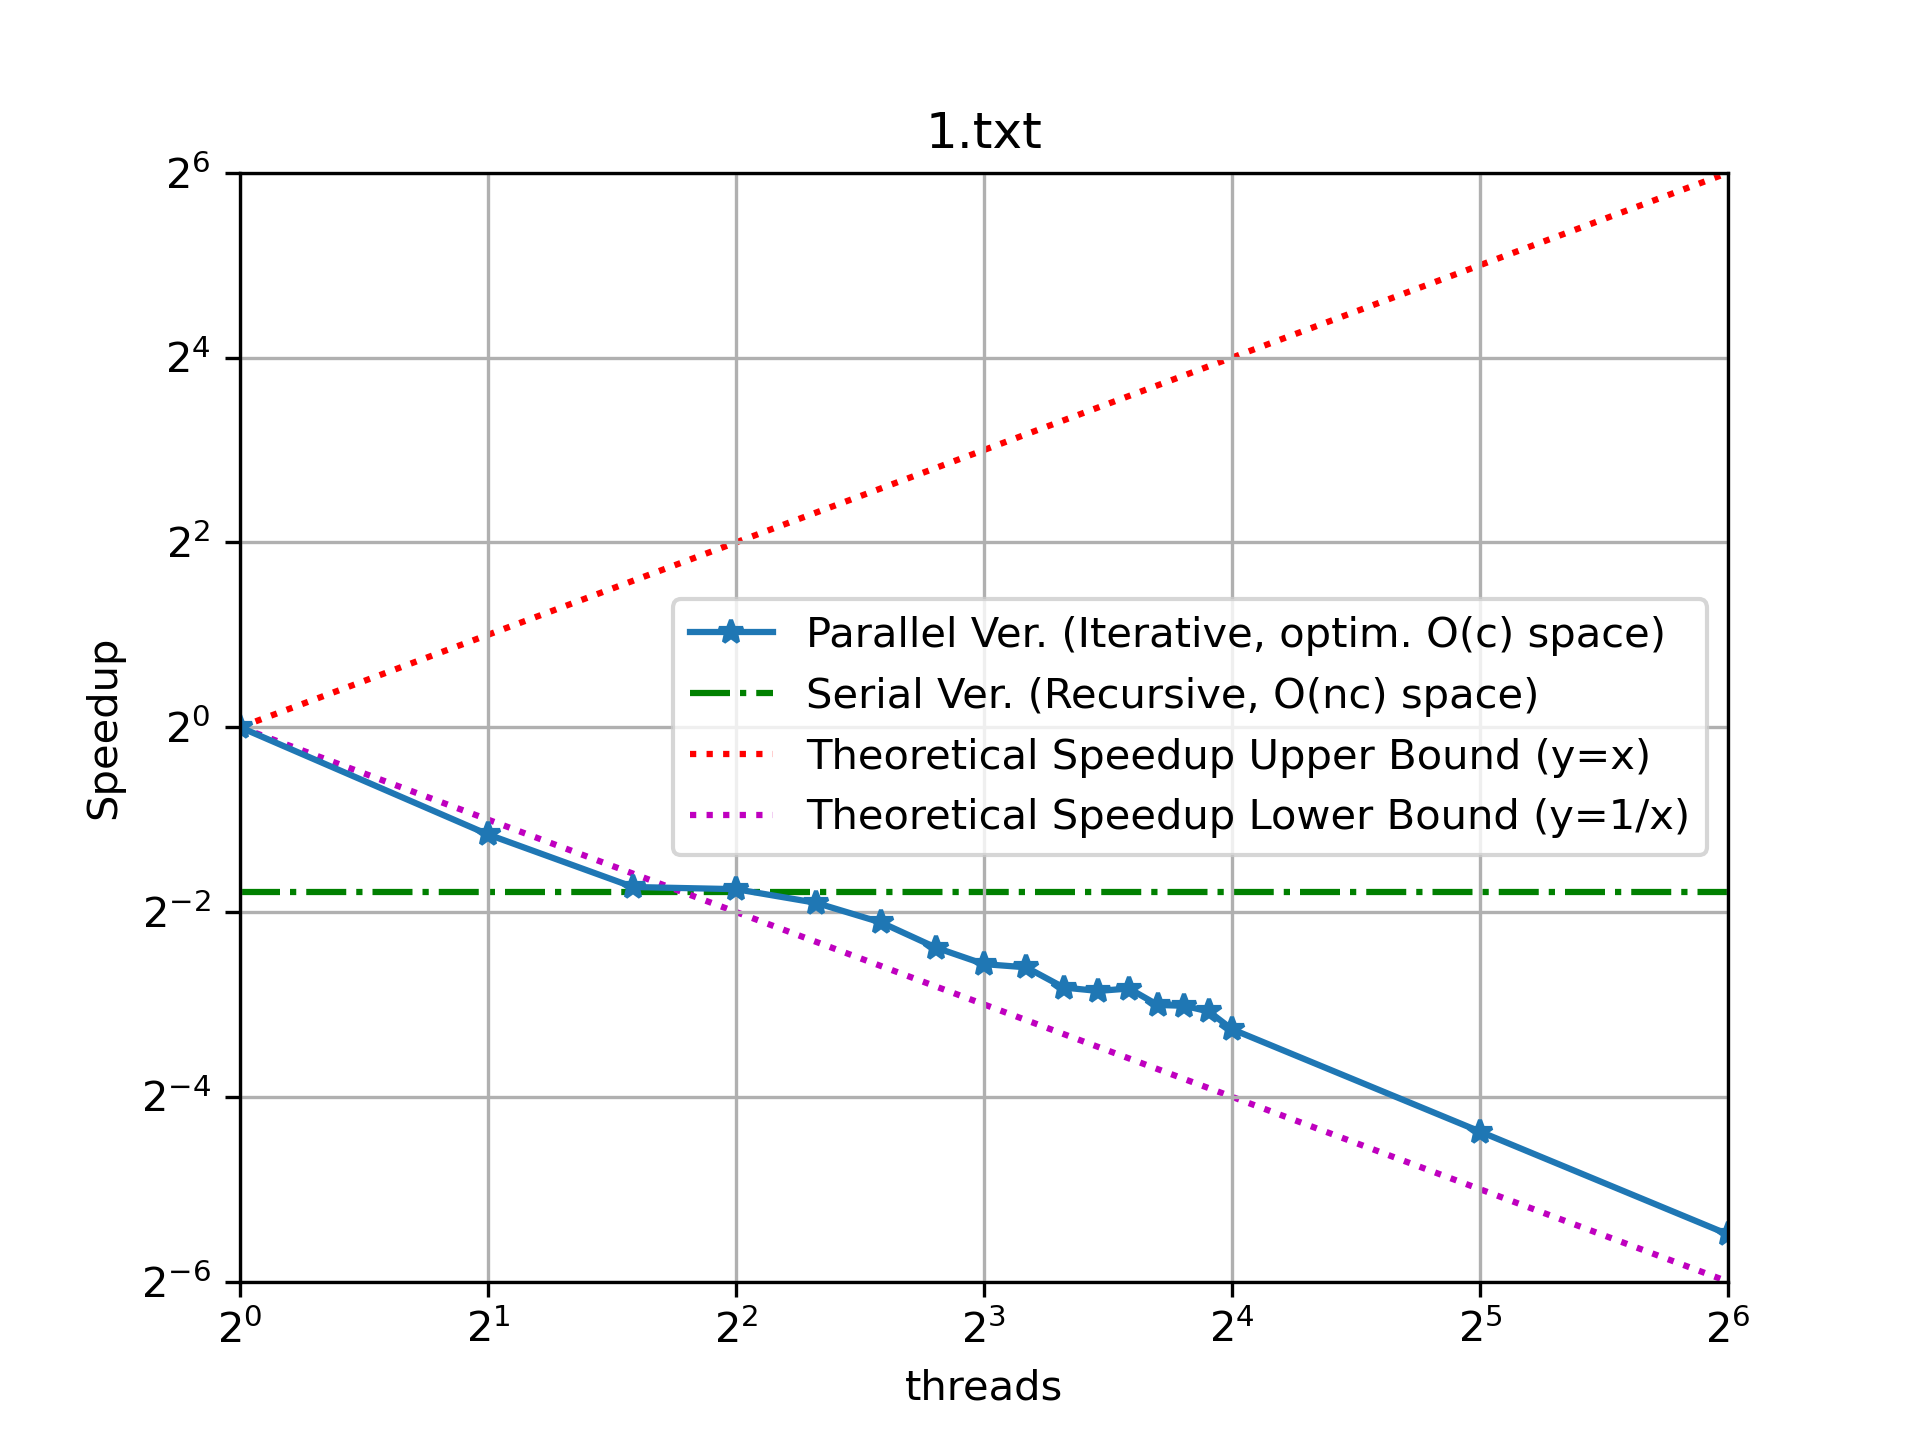 1.txt
2^6
2^4
2^2
2^0
2^−2
2^−4
2^−6
Speedup
Parallel Ver. (Iterative, optim. O(c) space)
Serial Ver. (Recursive, O(nc) space)
Theoretical Speedup Upper Bound (y=x)
Theoretical Speedup Lower Bound (y=1/x)
2^0 2^1 2^2 2^3 2^4 2^5 2^6
threads